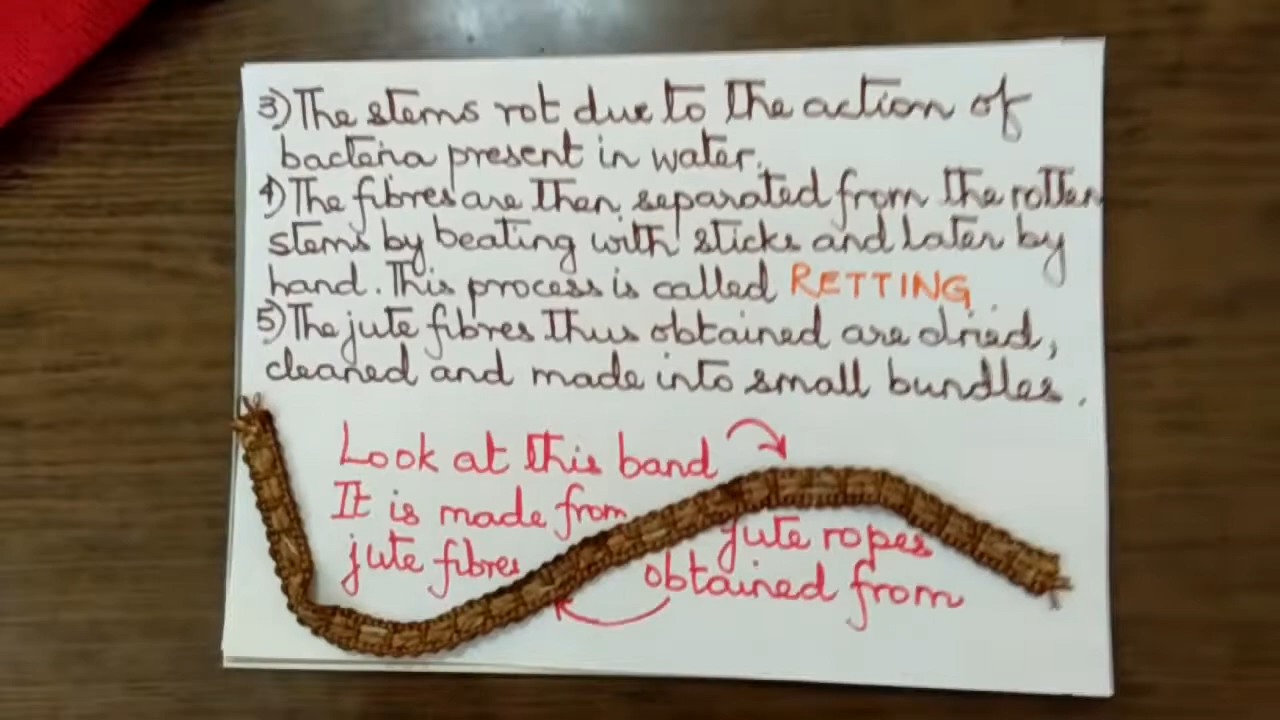 3) The stems rot due to the action of
bacteria present in water.
4) The fibres are then separated from the rotten
stems by beating with sticks and later by
hand. This process is called RETTING
5) The jute fibres thus obtained are dried,
cleaned and made into small bundles.
Look at this band
It is made from
jute ropes
jute fibres
obtained from